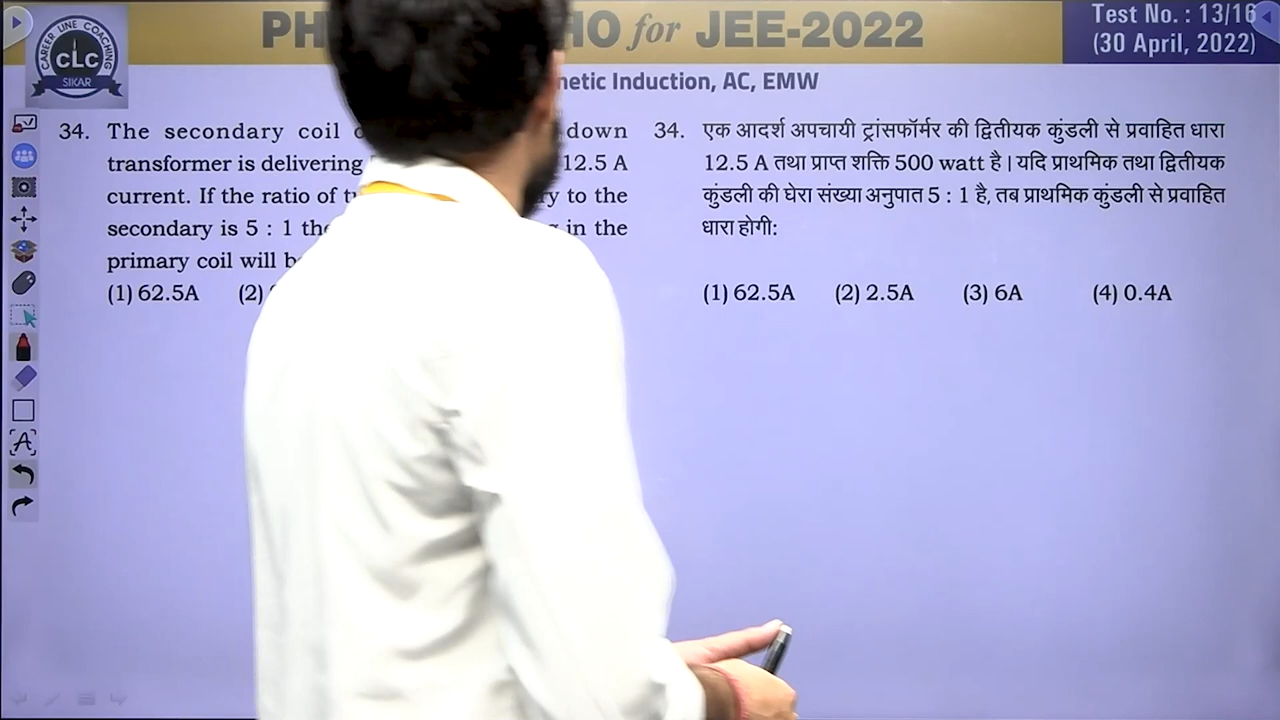 CAREER LINE COACHING
CLC
SIKAR
for JEE-2022
Test No. : 13/16
(30 April, 2022)
Induction, AC, EMW
34. The secondary coil down
transformer is delivering 12.5 A
current. If the ratio of to the
secondary is 5 : 1 in the
primary coil will
(1) 62.5A (2)
34. एक आदर्श अपचायी ट्रांसफॉर्मर की द्वितीयक कुंडली से प्रवाहित धारा
12.5 A तथा प्राप्त शक्ति 500 watt है। यदि प्राथमिक तथा द्वितीयक
कुंडली की घेरा संख्या अनुपात 5 : 1 है, तब प्राथमिक कुंडली से प्रवाहित
धारा होगी:
(1) 62.5A (2) 2.5A (3) 6A (4) 0.4A